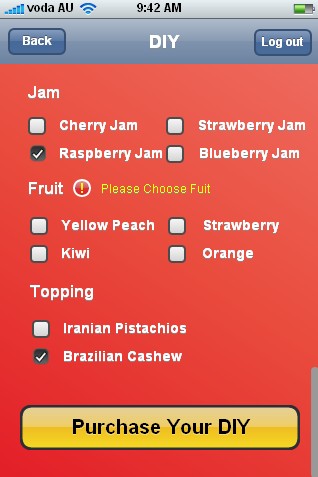 voda AU 9:42 AM
Back DIY Log out
Jam
Cherry Jam Strawberry Jam
Raspberry Jam Blueberry Jam
Fruit Please Choose Fuit
Yellow Peach Strawberry
Kiwi Orange
Topping
Iranian Pistachios
Brazilian Cashew
Purchase Your DIY